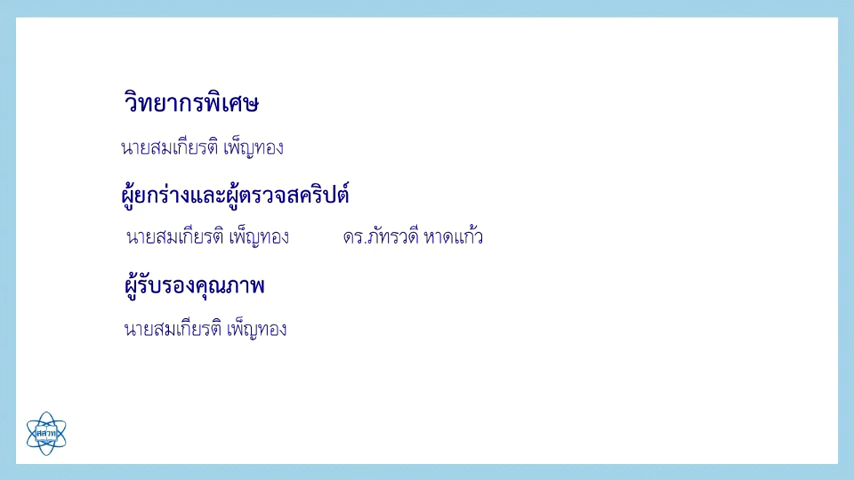 วิทยากรพิเศษ
นายสมเกียรติ เพ็ญทอง
ผู้ยกร่างและผู้ตรวจสคริปต์
นายสมเกียรติ เพ็ญทอง ดร.ภัทรวดี หาดแก้ว
ผู้รับรองคุณภาพ
นายสมเกียรติ เพ็ญทอง
สสวท